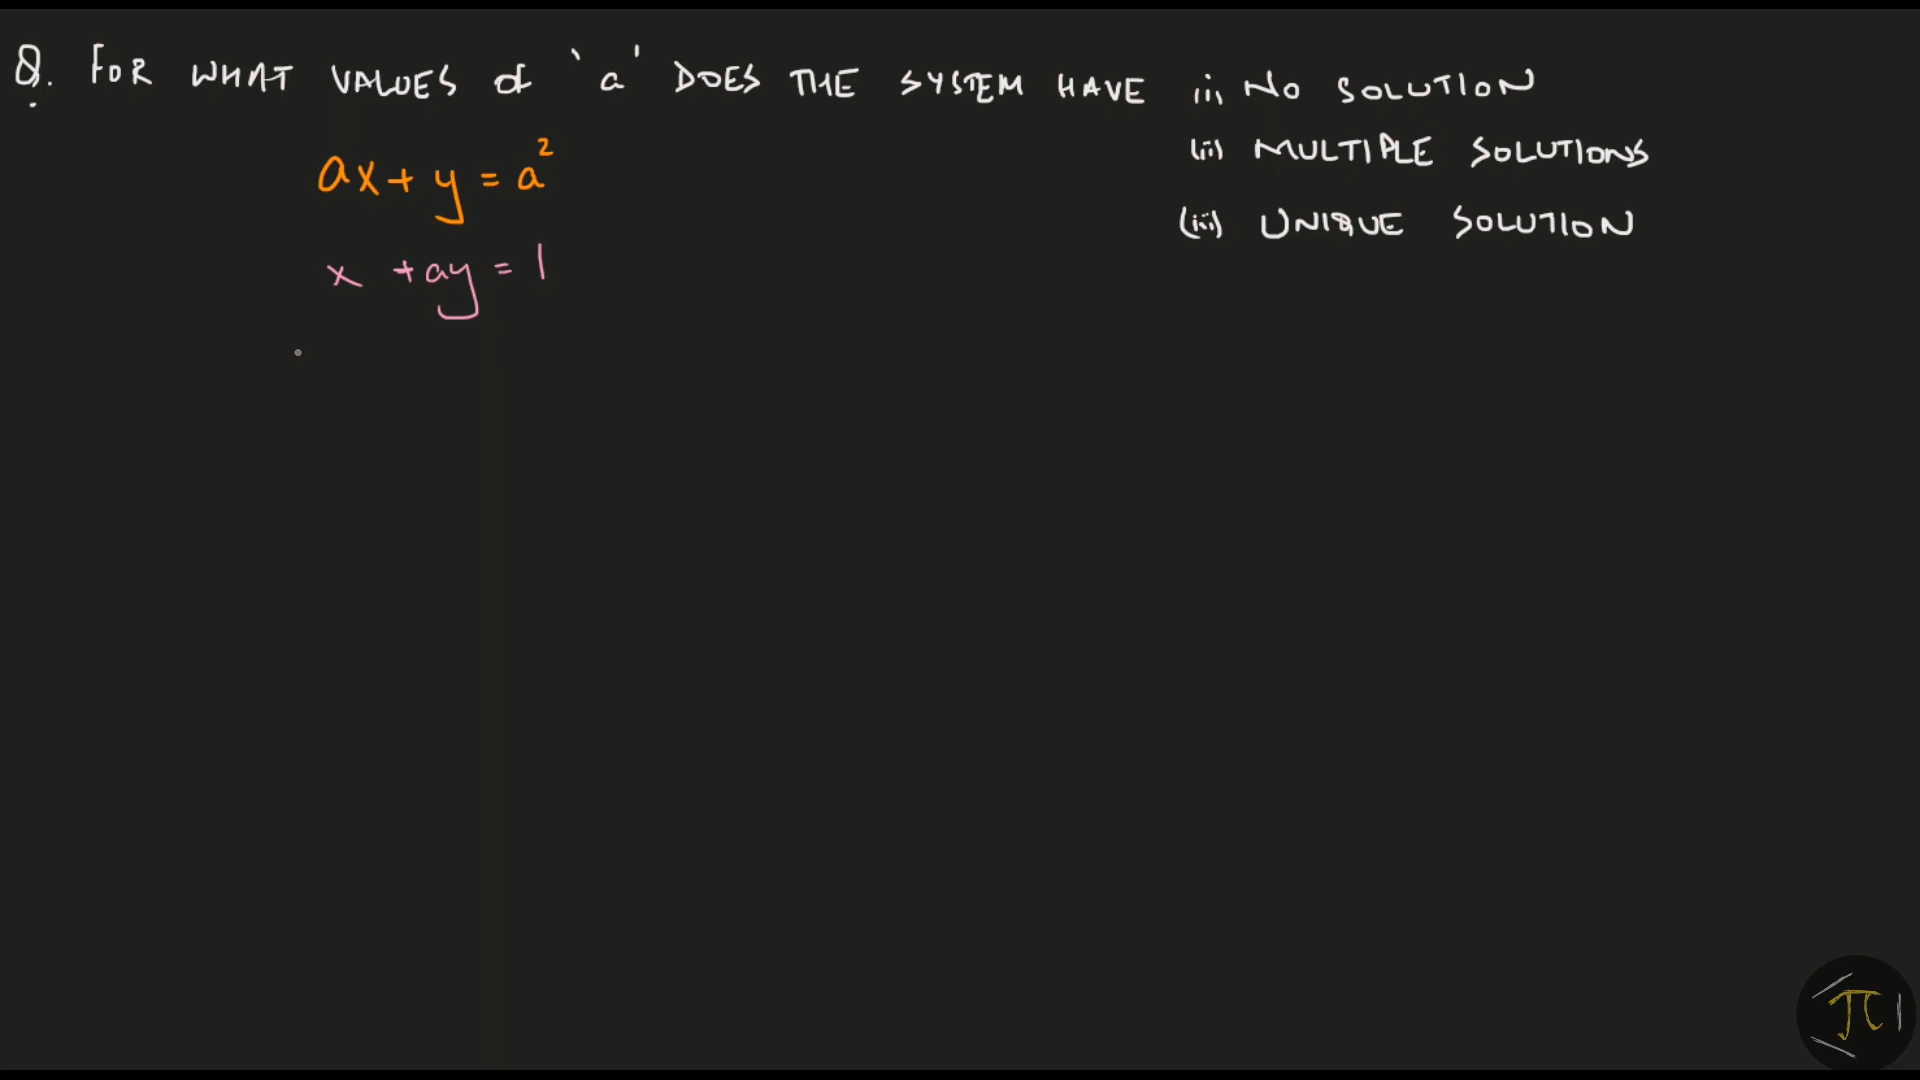 Q. FOR WHAT VALUES OF 'a' DOES THE SYSTEM HAVE (i) NO SOLUTION
(ii) MULTIPLE SOLUTIONS
ax + y = a²
(iii) UNIQUE SOLUTION
x + ay = 1
π